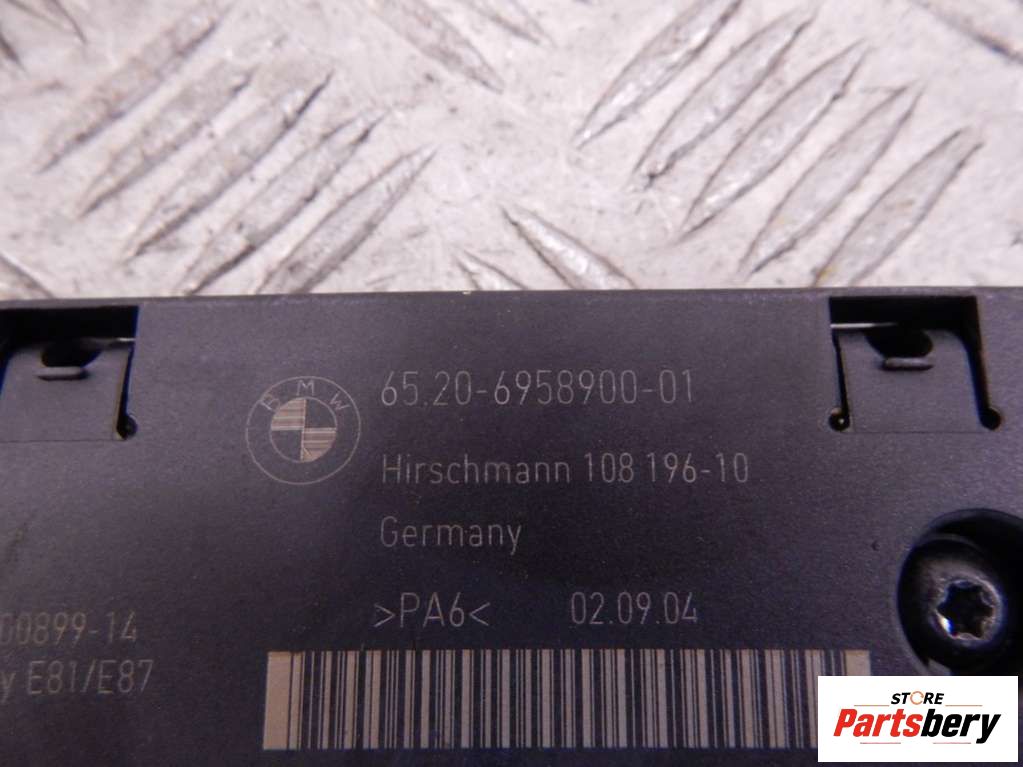 BMW
65.20-6958900-01
Hirschmann 108 196-10
Germany
>PA6< 02.09.04
00899-14
y E81/E87
STORE
Partsbery